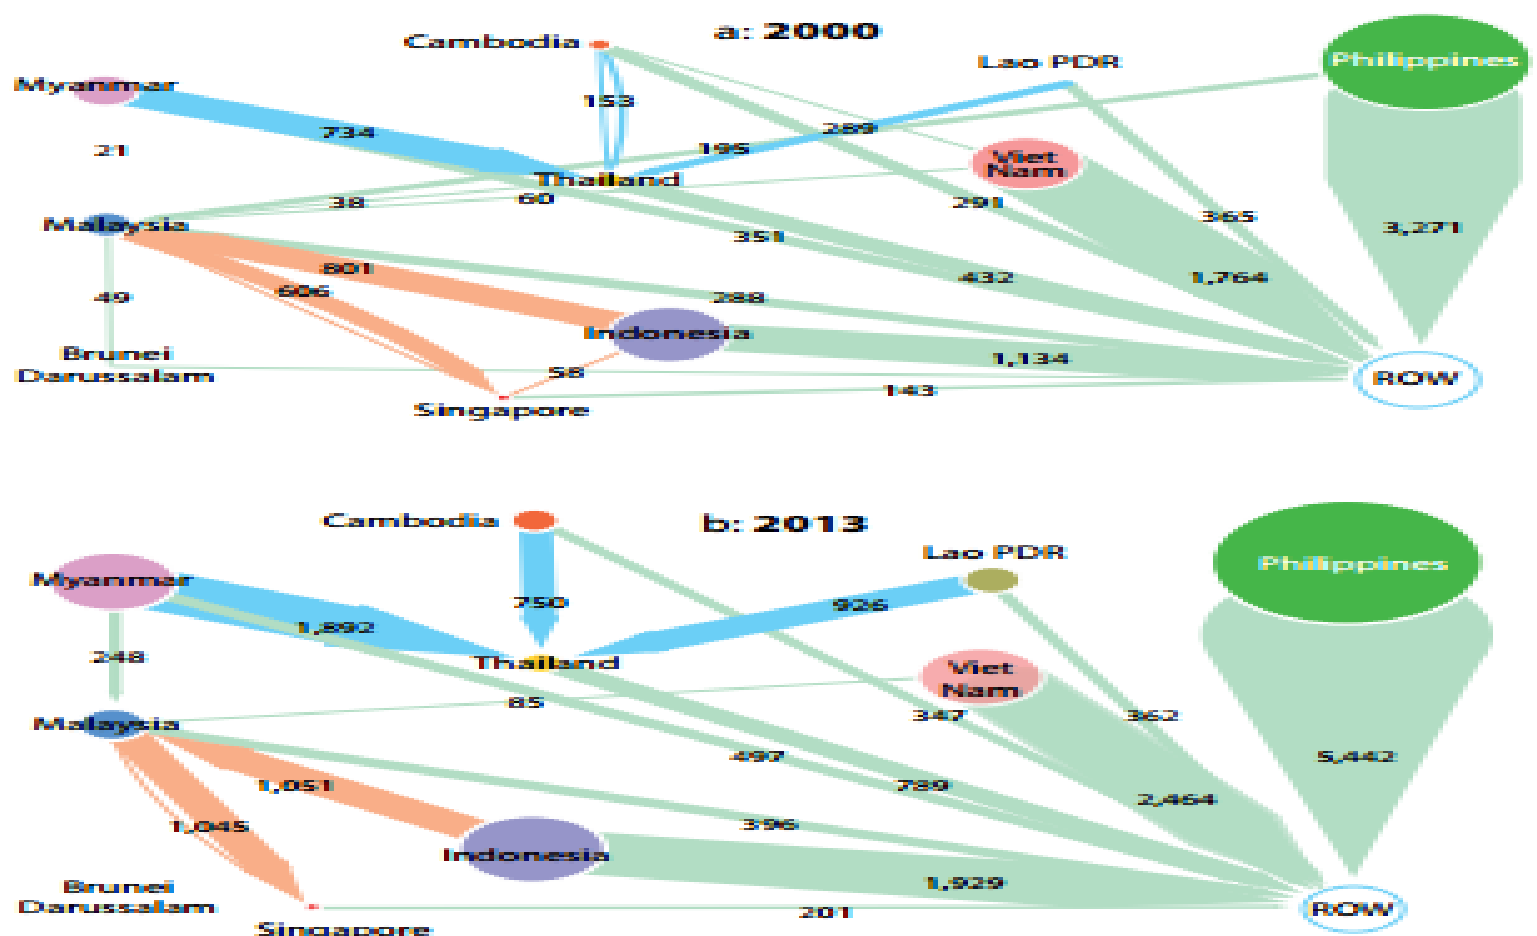 a: 2000
Cambodia
Lao PDR
Philippines
Myanmar
153
734
289
21
195
Viet
Nam
Thailand
38
60
291
365
Malaysia
351
3,271
801
432
1,764
606
49
288
Indonesia
Brunei
Darussalam
58
1,134
ROW
143
Singapore
b: 2013
Cambodia
Lao PDR
Philippines
Myanmar
750
926
1,892
248
Thailand
Viet
Nam
85
347
362
Malaysia
497
789
5,442
1,051
2,464
1,045
396
Indonesia
1,929
Brunei
Darussalam
201
ROW
Singapore